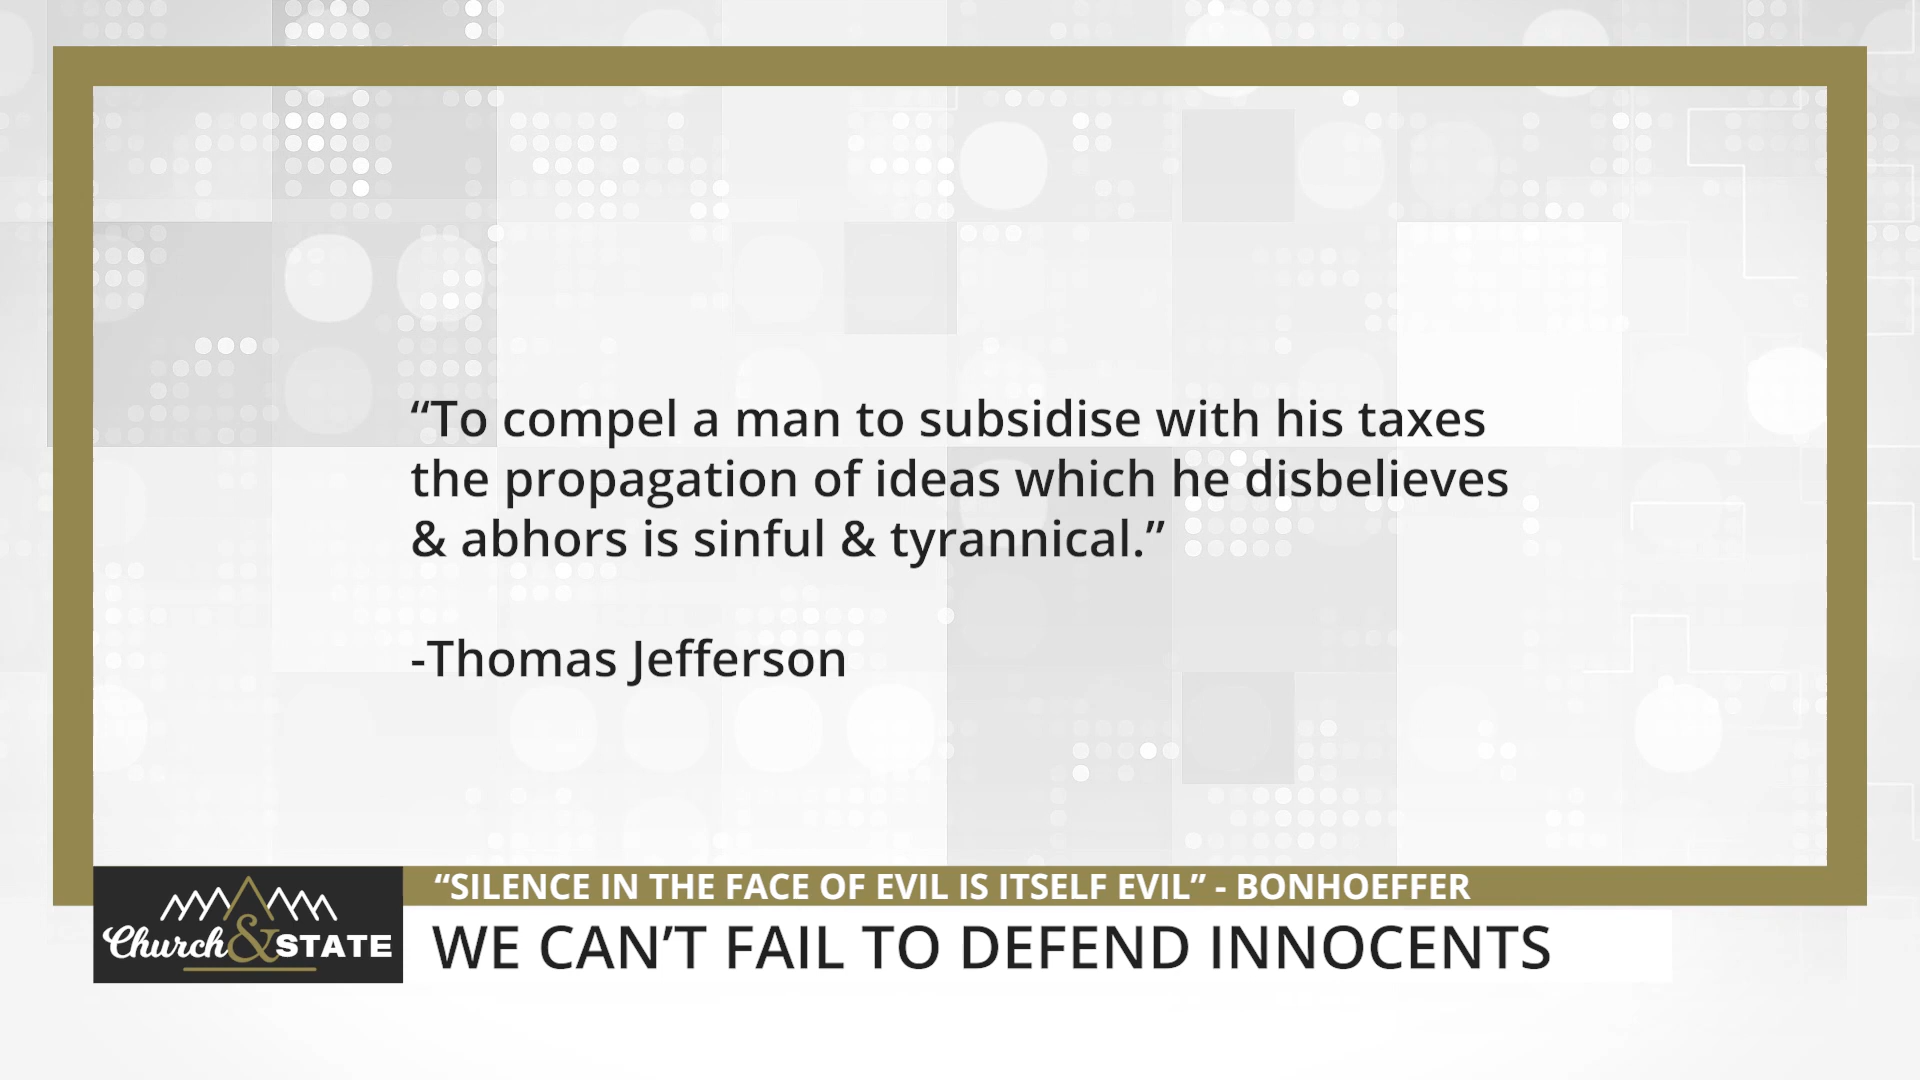 “To compel a man to subsidise with his taxes
the propagation of ideas which he disbelieves
& abhors is sinful & tyrannical.”
-Thomas Jefferson
“SILENCE IN THE FACE OF EVIL IS ITSELF EVIL” - BONHOEFFER
Church & STATE
WE CAN’T FAIL TO DEFEND INNOCENTS